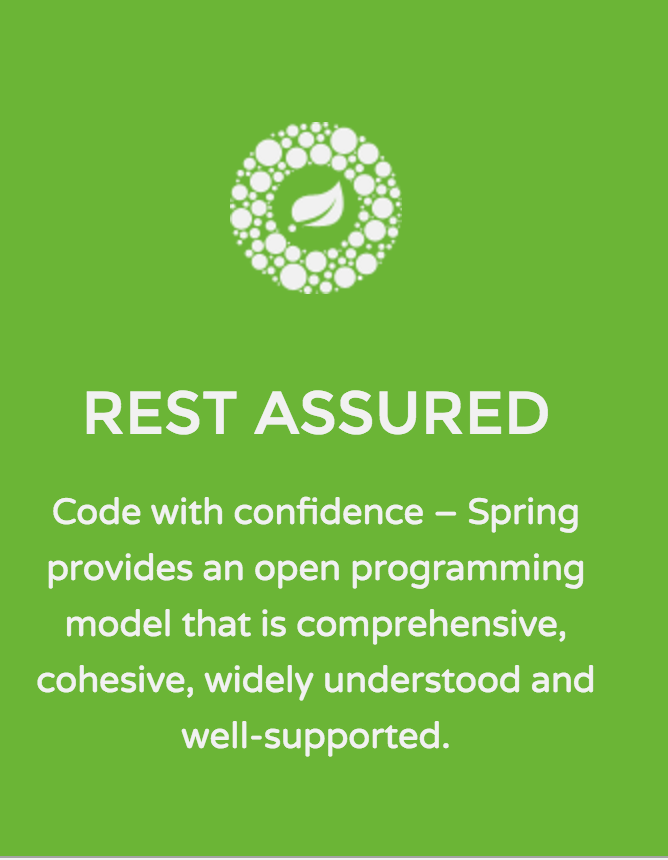 REST ASSURED
Code with confidence – Spring
provides an open programming
model that is comprehensive,
cohesive, widely understood and
well-supported.